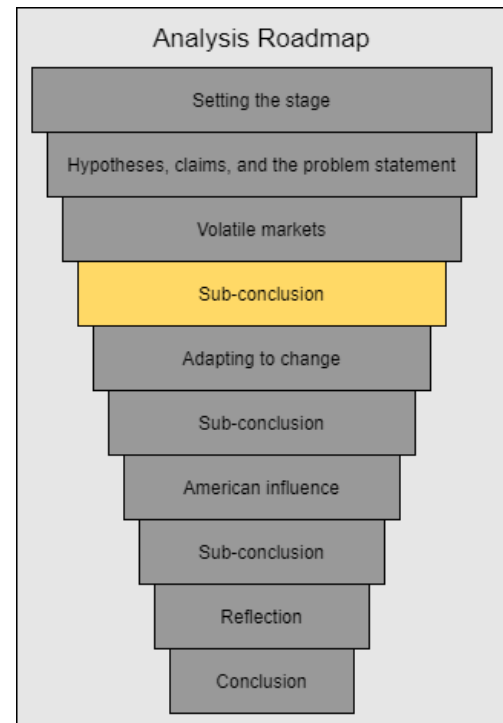 Analysis Roadmap
Setting the stage
Hypotheses, claims, and the problem statement
Volatile markets
Sub-conclusion
Adapting to change
Sub-conclusion
American influence
Sub-conclusion
Reflection
Conclusion